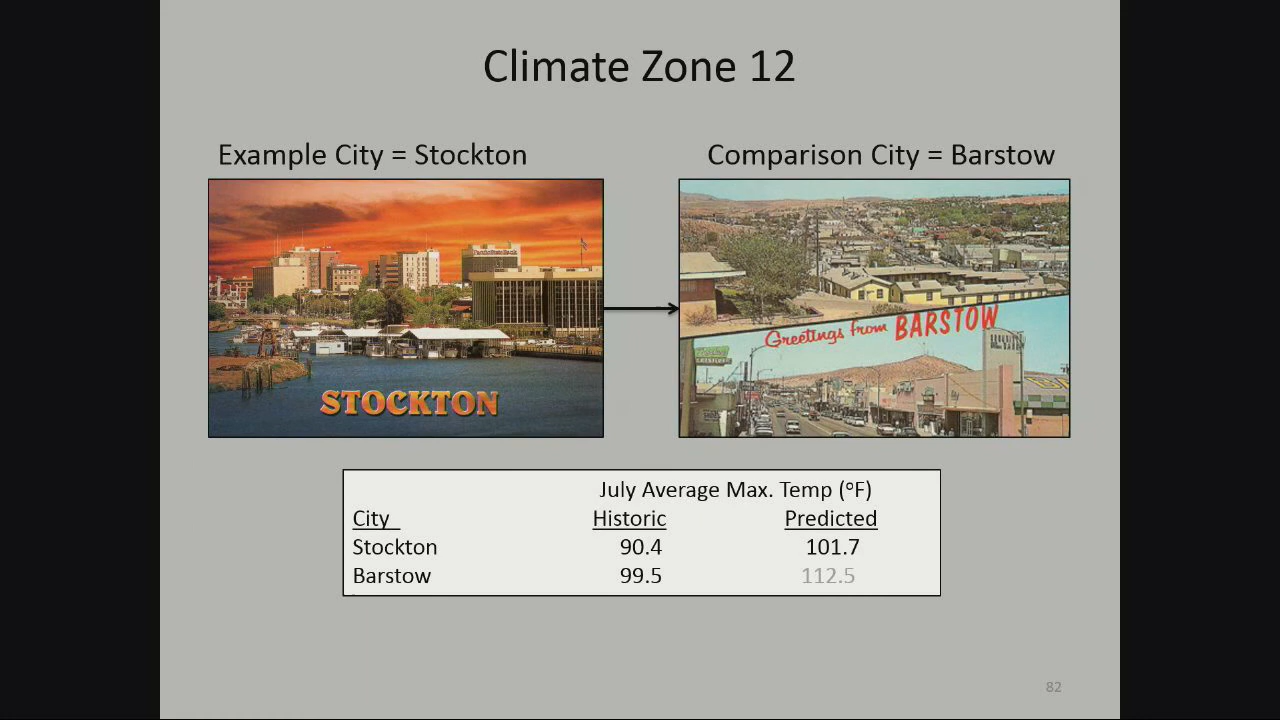 Climate Zone 12
Example City = Stockton
Comparison City = Barstow
STOCKTON
Greetings from BARSTOW
July Average Max. Temp (°F)
City Historic Predicted
Stockton 90.4 101.7
Barstow 99.5 112.5
82